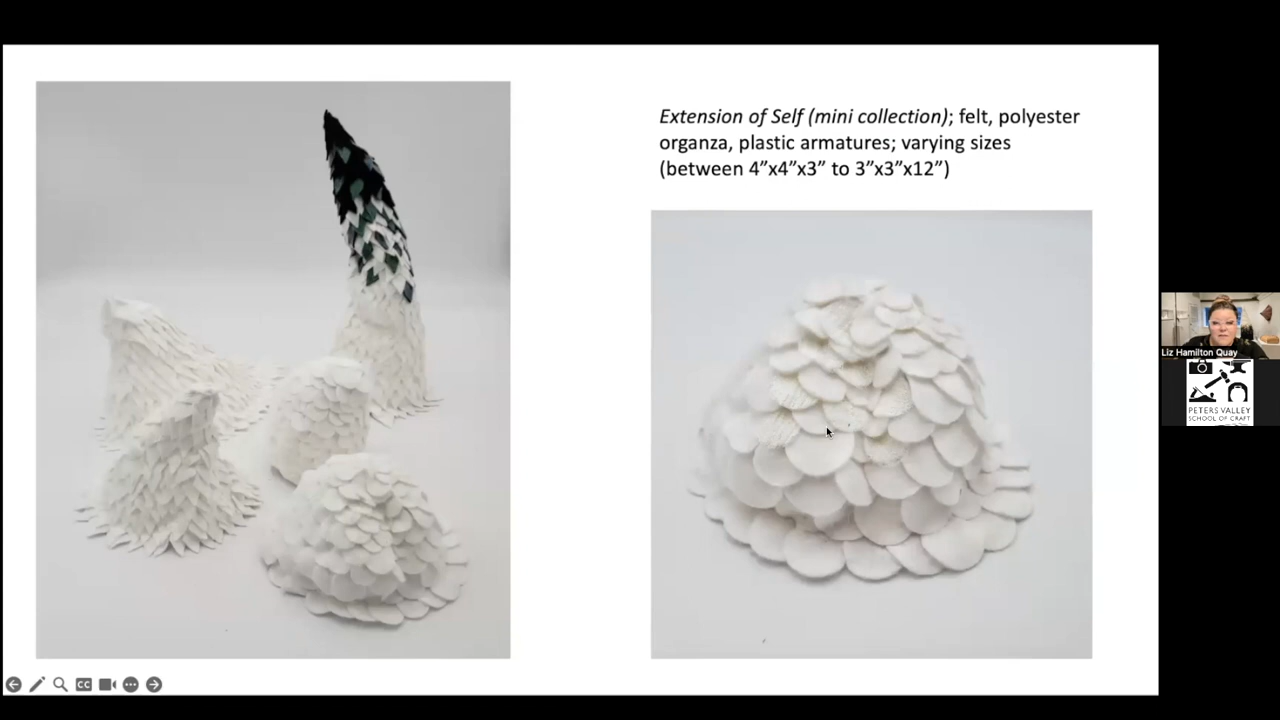 Extension of Self (mini collection); felt, polyester
organza, plastic armatures; varying sizes
(between 4”x4”x3” to 3”x3”x12”)
Liz Hamilton Quay
PETERS VALLEY
SCHOOL OF CRAFT
CC